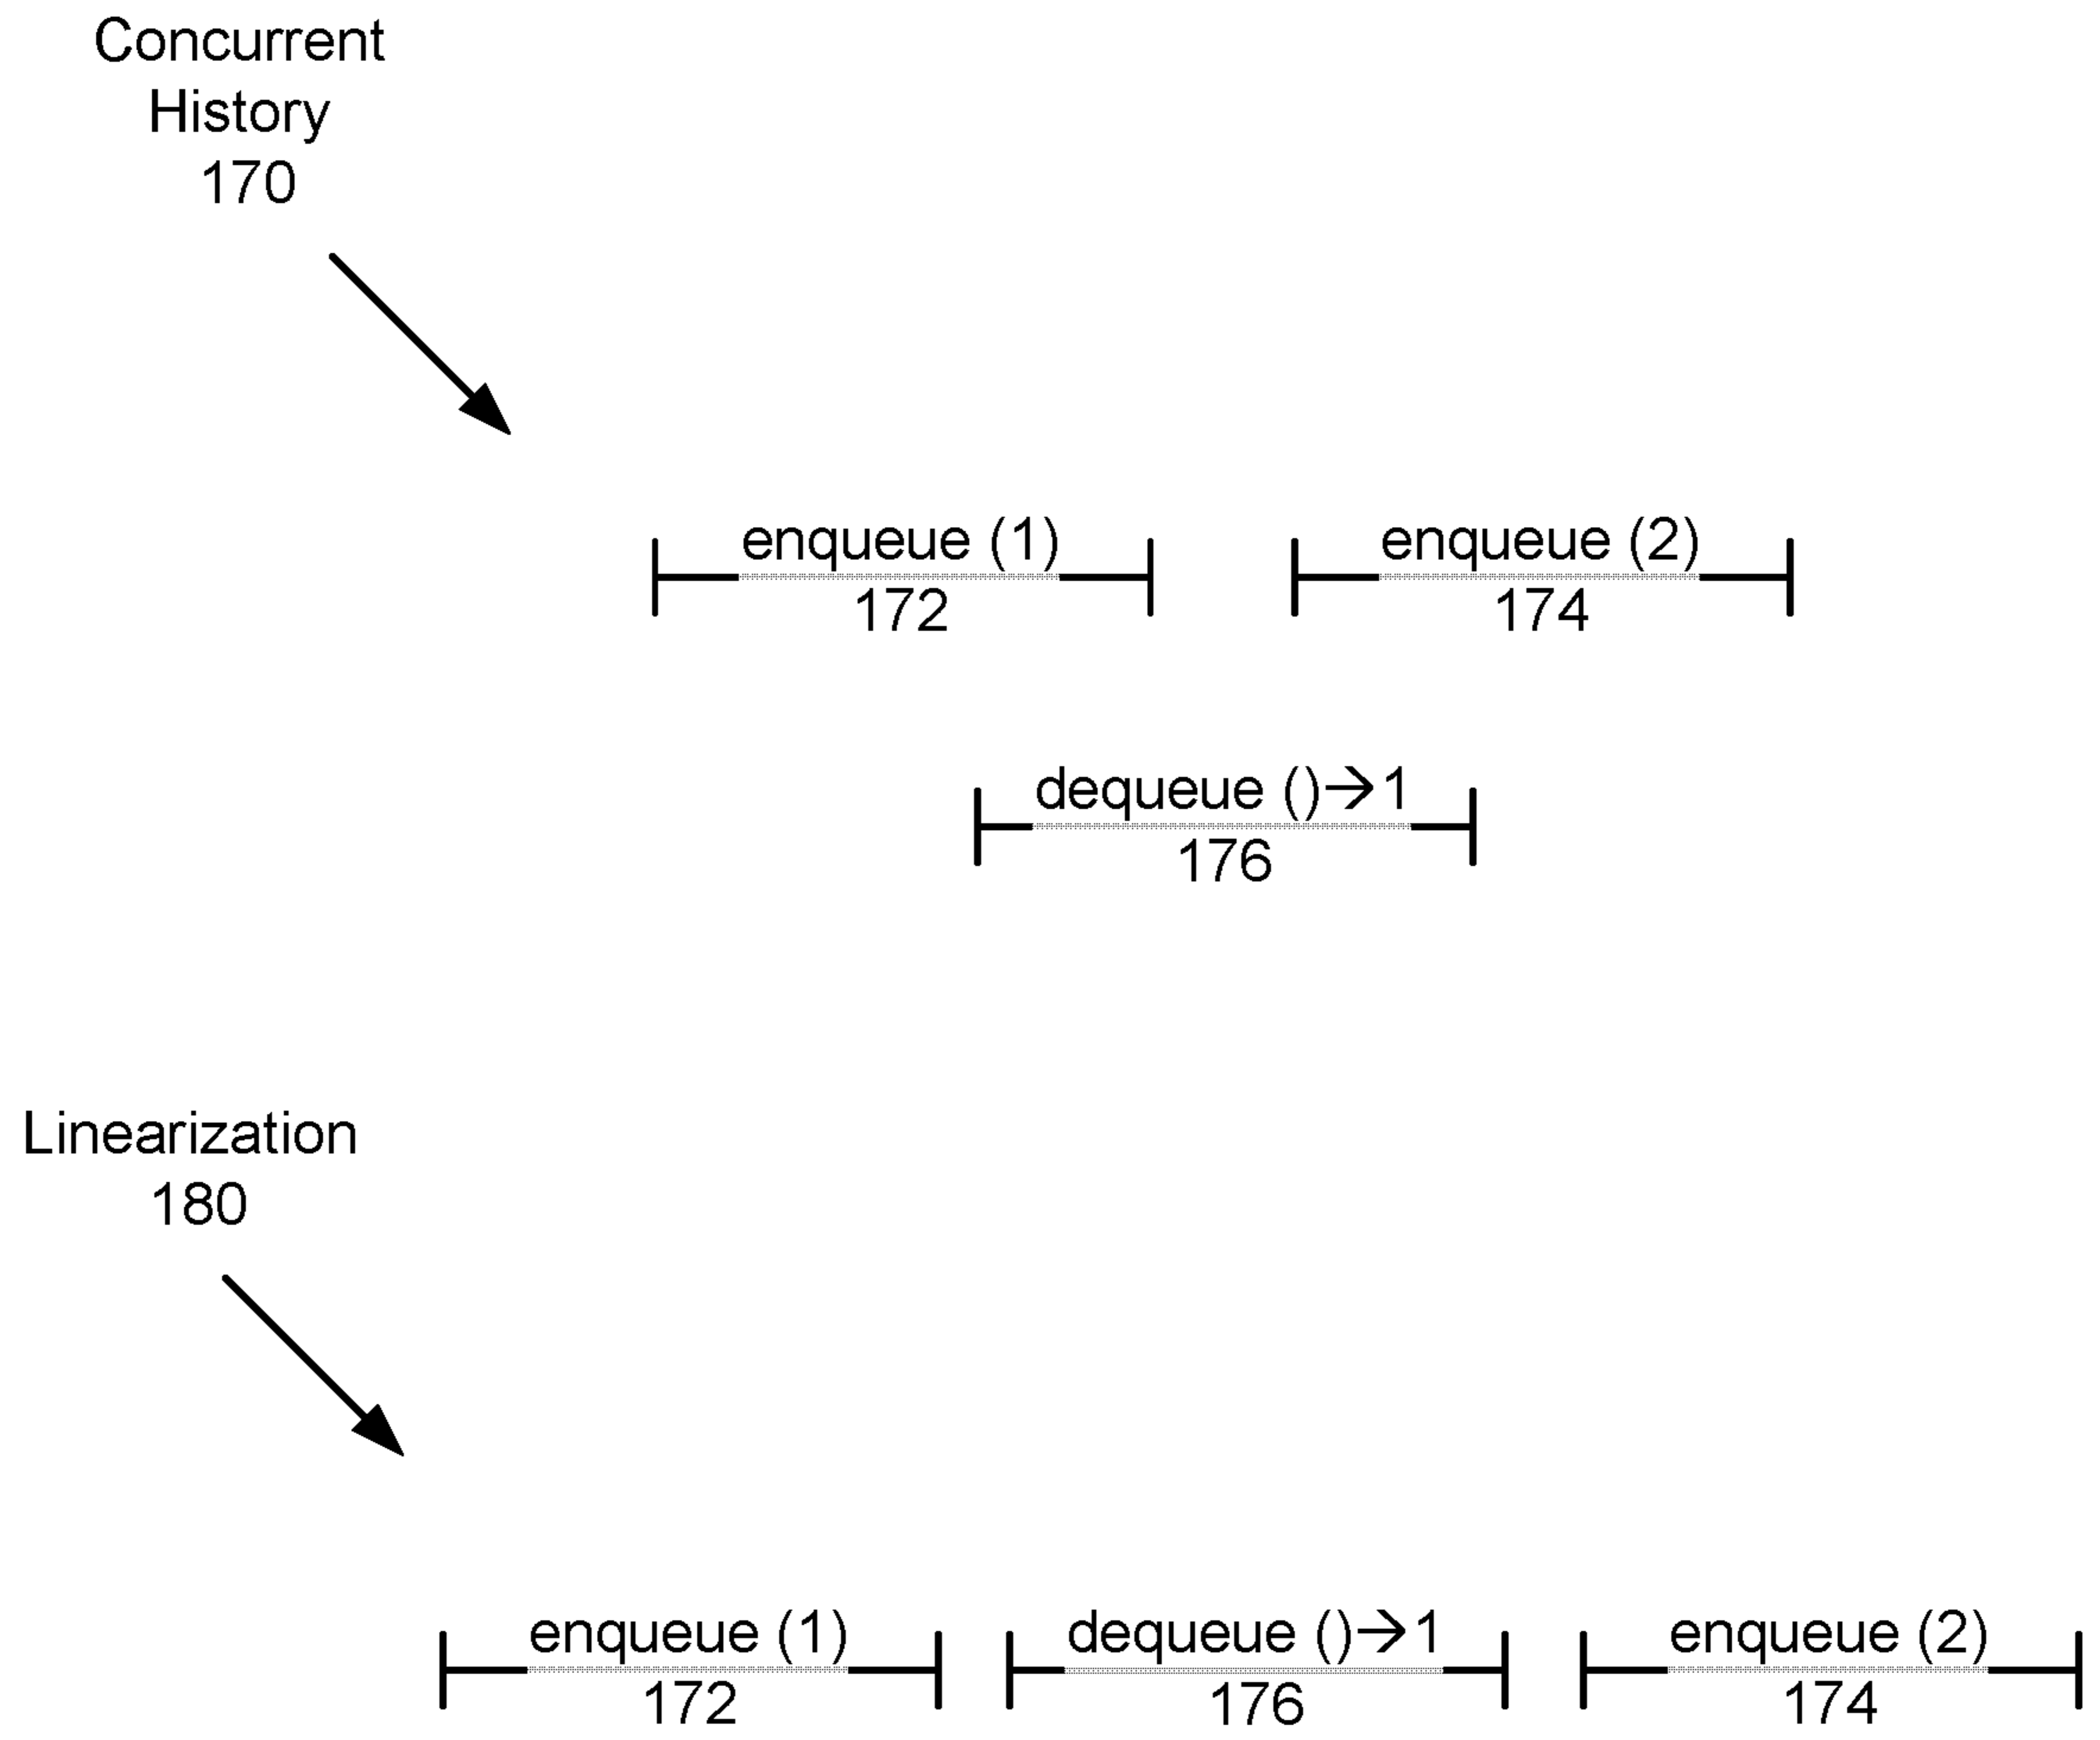 Concurrent
History
170
enqueue (1)
172
enqueue (2)
174
dequeue ()→1
176
Linearization
180
enqueue (1)
172
dequeue ()→1
176
enqueue (2)
174